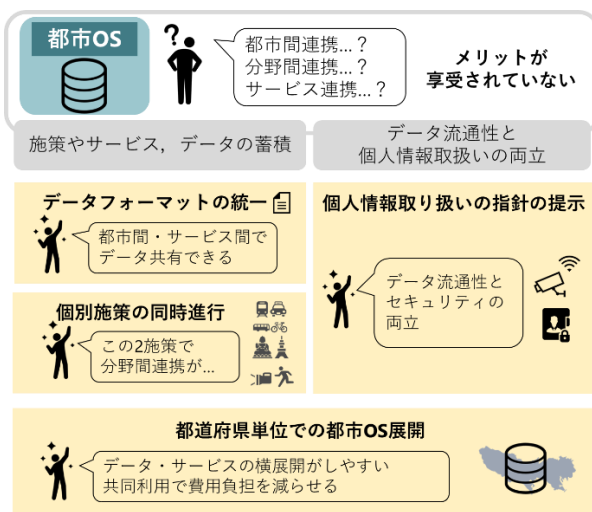 都市OS
?
都市間連携…？
分野間連携…？
サービス連携…？
メリットが
享受されていない
施策やサービス，データの蓄積
データ流通性と
個人情報取扱いの両立
データフォーマットの統一
都市間・サービス間で
データ共有できる
個別施策の同時進行
この2施策で
分野間連携が…
個人情報取り扱いの指針の提示
データ流通性と
セキュリティの
両立
都道府県単位での都市OS展開
データ・サービスの横展開がしやすい
共同利用で費用負担を減らせる